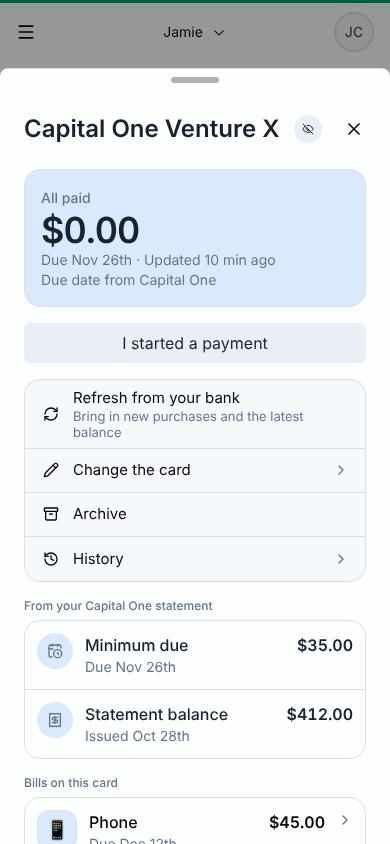 Jamie
JC
Capital One Venture X
All paid
$0.00
Due Nov 26th · Updated 10 min ago
Due date from Capital One
I started a payment
Refresh from your bank
Bring in new purchases and the latest
balance
Change the card
Archive
History
From your Capital One statement
Minimum due
$35.00
Due Nov 26th
Statement balance
$412.00
Issued Oct 28th
Bills on this card
Phone
$45.00
Due Dec 12th